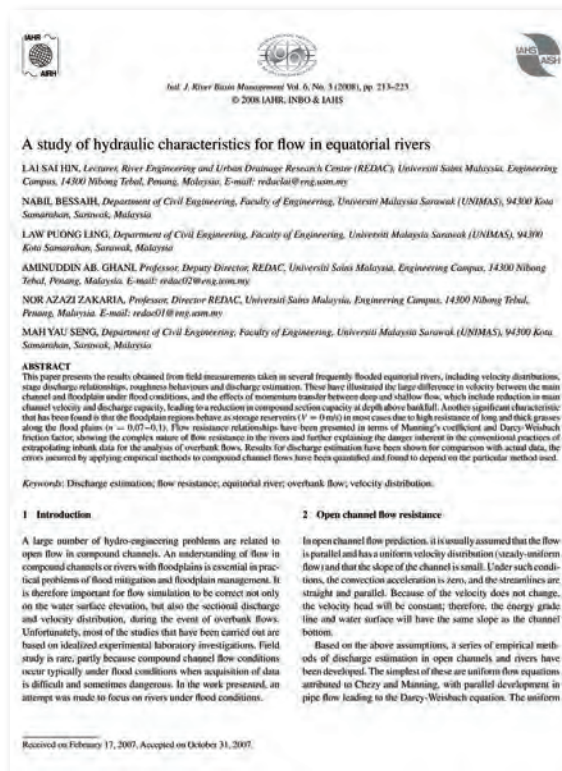 IAHR
AIRH
IAHS
AISH
Intl. J. River Basin Management Vol. 6, No. 3 (2008), pp. 213–223
© 2008 IAHR, INBO & IAHS
A study of hydraulic characteristics for flow in equatorial rivers
LAI SAI HIN, Lecturer, River Engineering and Urban Drainage Research Center (REDAC), Universiti Sains Malaysia, Engineering
Campus, 14300 Nibong Tebal, Penang, Malaysia. E-mail: redaclai@eng.usm.my
NABIL BESSAIH, Department of Civil Engineering, Faculty of Engineering, Universiti Malaysia Sarawak (UNIMAS), 94300 Kota
Samarahan, Sarawak, Malaysia
LAW PUONG LING, Department of Civil Engineering, Faculty of Engineering, Universiti Malaysia Sarawak (UNIMAS), 94300
Kota Samarahan, Sarawak, Malaysia
AMINUDDIN AB. GHANI, Professor, Deputy Director, REDAC, Universiti Sains Malaysia, Engineering Campus, 14300 Nibong
Tebal, Penang, Malaysia. E-mail: redac02@eng.usm.my
NOR AZAZI ZAKARIA, Professor, Director REDAC, Universiti Sains Malaysia, Engineering Campus, 14300 Nibong Tebal,
Penang, Malaysia. E-mail: redac01@eng.usm.my
MAH YAU SENG, Department of Civil Engineering, Faculty of Engineering, Universiti Malaysia Sarawak (UNIMAS), 94300 Kota
Samarahan, Sarawak, Malaysia
ABSTRACT
This paper presents the results obtained from field measurements taken in several frequently flooded equatorial rivers, including velocity distributions,
stage discharge relationships, roughness behaviours and discharge estimation. These have illustrated the large difference in velocity between the main
channel and floodplain under flood conditions, and the effects of momentum transfer between deep and shallow flow, which include reduction in main
channel velocity and discharge capacity, leading to a reduction in compound section capacity at depth above bankfull. Another significant characteristic
that has been found is that the floodplain regions behave as storage reservoirs (V = 0 m/s) in most cases due to high resistance of long and thick grasses
along the flood plains (n = 0.07–0.1). Flow resistance relationships have been presented in terms of Manning's coefficient and Darcy-Weisbach
friction factor, showing the complex nature of flow resistance in the rivers and further explaining the danger inherent in the conventional practices of
extrapolating inbank data for the analysis of overbank flows. Results for discharge estimation have been shown for comparison with actual data, the
errors incurred by applying empirical methods to compound channel flows have been quantified and found to depend on the particular method used.
Keywords: Discharge estimation; flow resistance; equitorial river; overbank flow; velocity distribution.
1 Introduction
A large number of hydro-engineering problems are related to
open flow in compound channels. An understanding of flow in
compound channels or rivers with floodplains is essential in prac-
tical problems of flood mitigation and floodplain management. It
is therefore important for flow simulation to be correct not only
on the water surface elevation, but also the sectional discharge
and velocity distribution, during the event of overbank flows.
Unfortunately, most of the studies that have been carried out are
based on idealized experimental laboratory investigations. Field
study is rare, partly because compound channel flow conditions
occur typically under flood conditions when acquisition of data
is difficult and sometimes dangerous. In the work presented, an
attempt was made to focus on rivers under flood conditions.
2 Open channel flow resistance
In open channel flow prediction, it is usually assumed that the flow
is parallel and has a uniform velocity distribution (steady-uniform
flow) and that the slope of the channel is small. Under such condi-
tions, the convection acceleration is zero, and the streamlines are
straight and parallel. Because of the velocity does not change,
the velocity head will be constant; therefore, the energy grade
line and water surface will have the same slope as the channel
bottom.
Based on the above assumptions, a series of empirical meth-
ods of discharge estimation in open channels and rivers have
been developed. The simplest of these are uniform flow equations
attributed to Chezy and Manning, with parallel development in
pipe flow leading to the Darcy-Weisbach equation. The uniform
Received on February 17, 2007. Accepted on October 31, 2007.